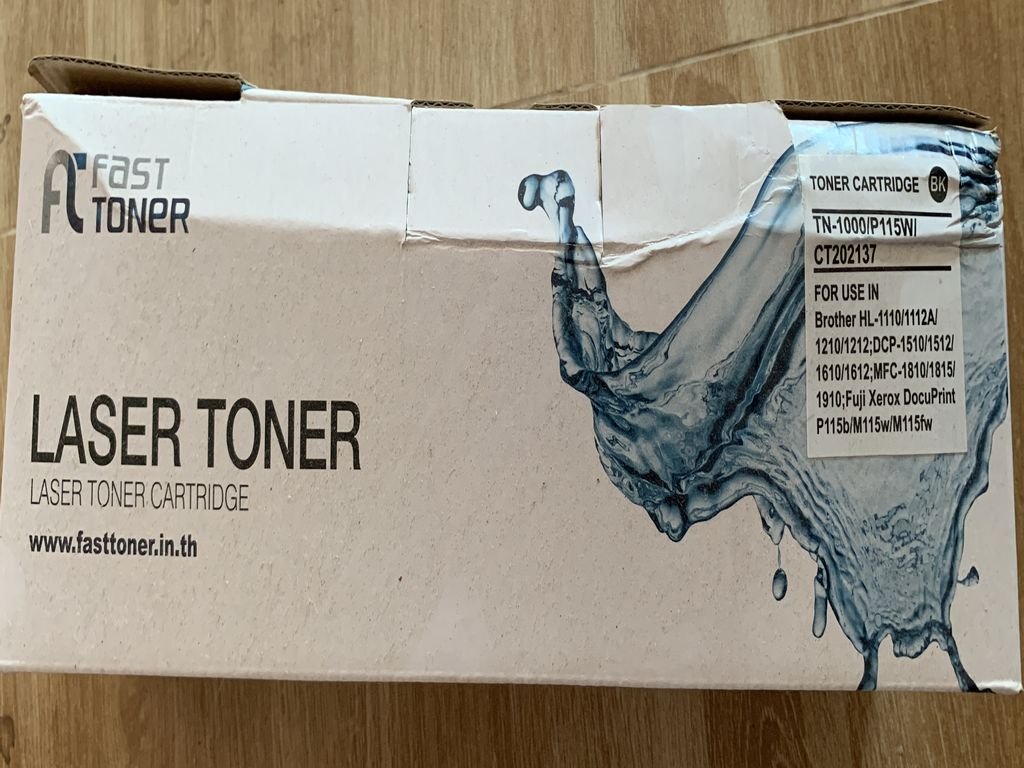 FAST
TONER
LASER TONER
LASER TONER CARTRIDGE
www.fasttoner.in.th
TONER CARTRIDGE BK
TN-1000/P115W/
CT202137
FOR USE IN
Brother HL-1110/1112A/
1210/1212;DCP-1510/1512/
1610/1612;MFC-1810/1815/
1910;Fuji Xerox DocuPrint
P115b/M115w/M115fw